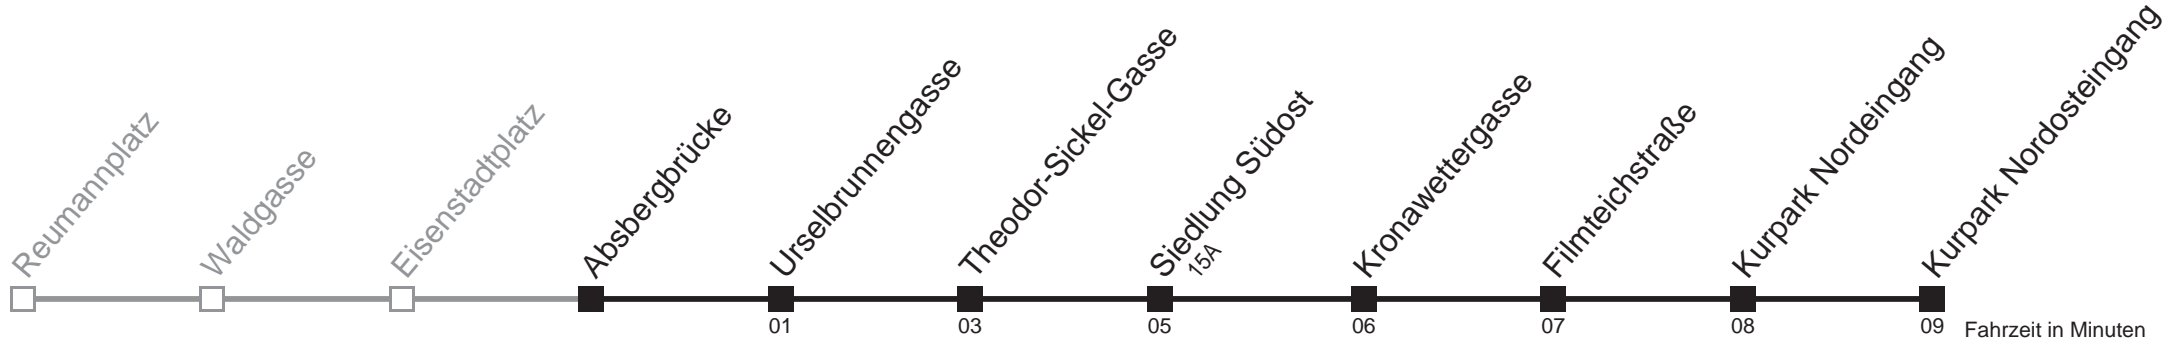 Reumannplatz
Waldgasse
Eisenstadtplatz
Absbergbrücke
Urselbrunnengasse
Theodor-Sickel-Gasse
Siedlung Südost
15A
Kronawettergasse
Filmteichstraße
Kurpark Nordeingang
Kurpark Nordosteingang
01
03
05
06
07
08
09
Fahrzeit in Minuten